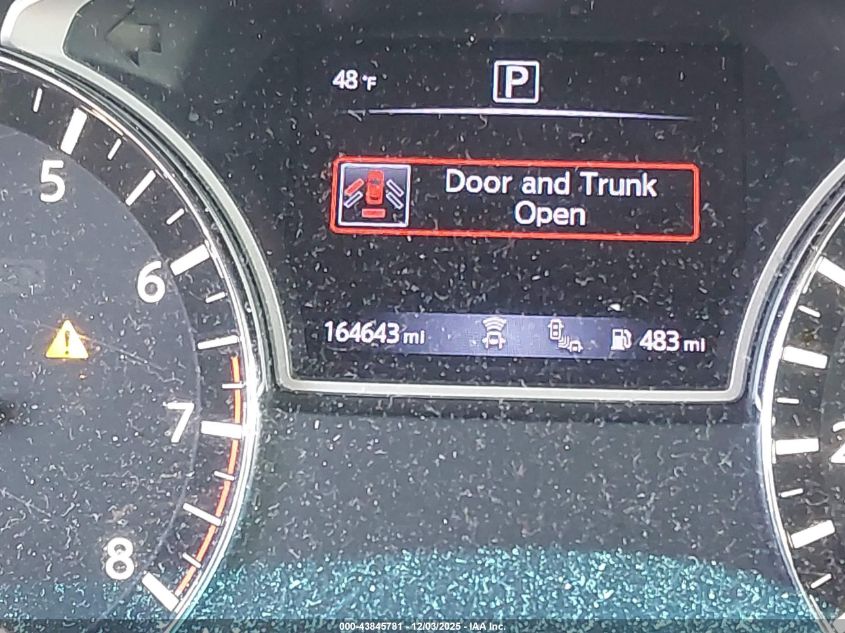 48 °F
P
Door and Trunk
Open
5
6
164643 mi
483 mi
7
8
000-43845781 - 12/03/2025 - IAA Inc.